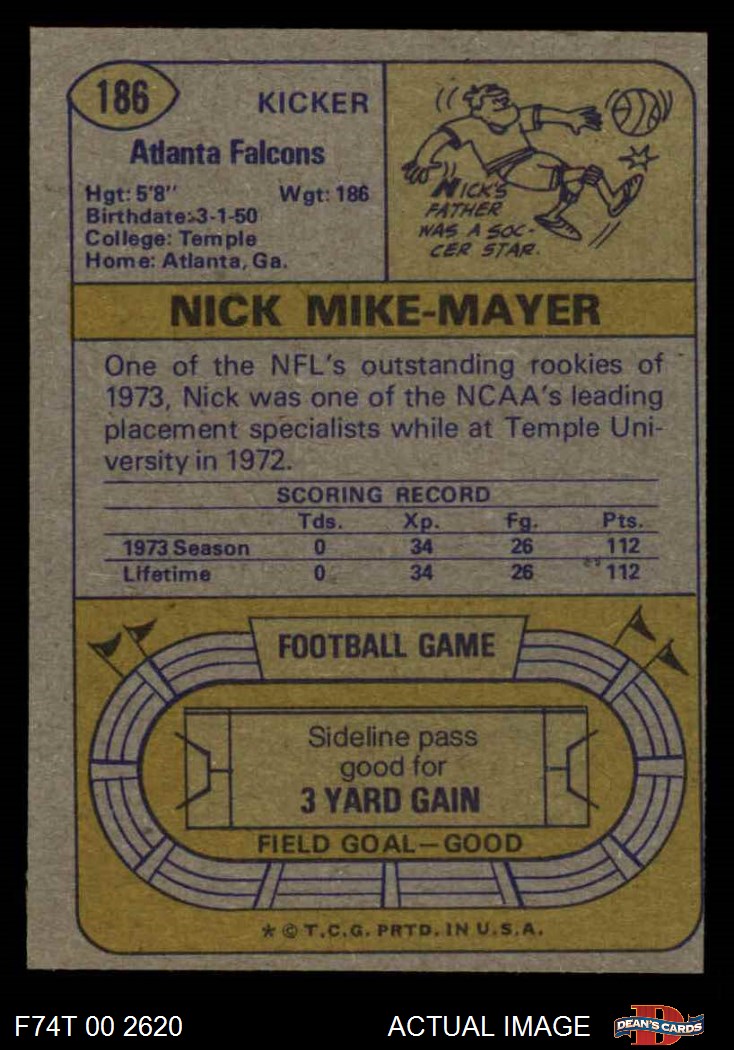 186
KICKER
Atlanta Falcons
Hgt: 5'8" Wgt: 186
Birthdate:-3-1-50
College: Temple
Home: Atlanta, Ga.
NICK'S
FATHER
WAS A SOC-
CER STAR.
NICK MIKE-MAYER
One of the NFL's outstanding rookies of
1973, Nick was one of the NCAA's leading
placement specialists while at Temple Uni-
versity in 1972.
SCORING RECORD
Tds. Xp. Fg. Pts.
1973 Season 0 34 26 112
Lifetime 0 34 26 112
FOOTBALL GAME
Sideline pass
good for
3 YARD GAIN
FIELD GOAL—GOOD
* © T.C.G. PRTD. IN U.S.A.
F74T 00 2620 ACTUAL IMAGE D DEAN'S CARDS